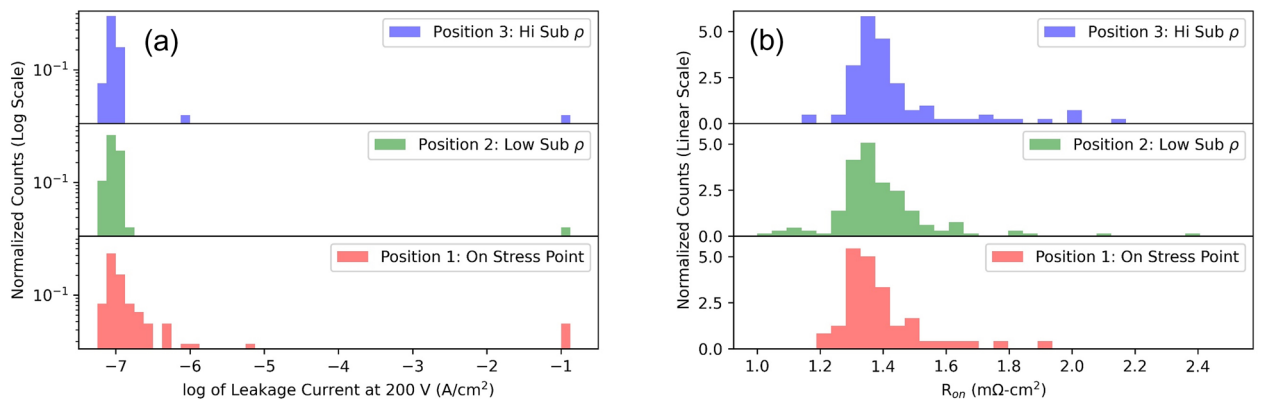 (a)
Position 3: Hi Sub ρ
10⁻¹
Position 2: Low Sub ρ
10⁻¹
Position 1: On Stress Point
10⁻¹
Normalized Counts (Log Scale)
−7 −6 −5 −4 −3 −2 −1
log of Leakage Current at 200 V (A/cm²)
(b)
Position 3: Hi Sub ρ
5.0
2.5
0.0
Position 2: Low Sub ρ
5.0
2.5
0.0
Position 1: On Stress Point
5.0
2.5
0.0
Normalized Counts (Linear Scale)
1.0 1.2 1.4 1.6 1.8 2.0 2.2 2.4
Rₒₙ (mΩ-cm²)